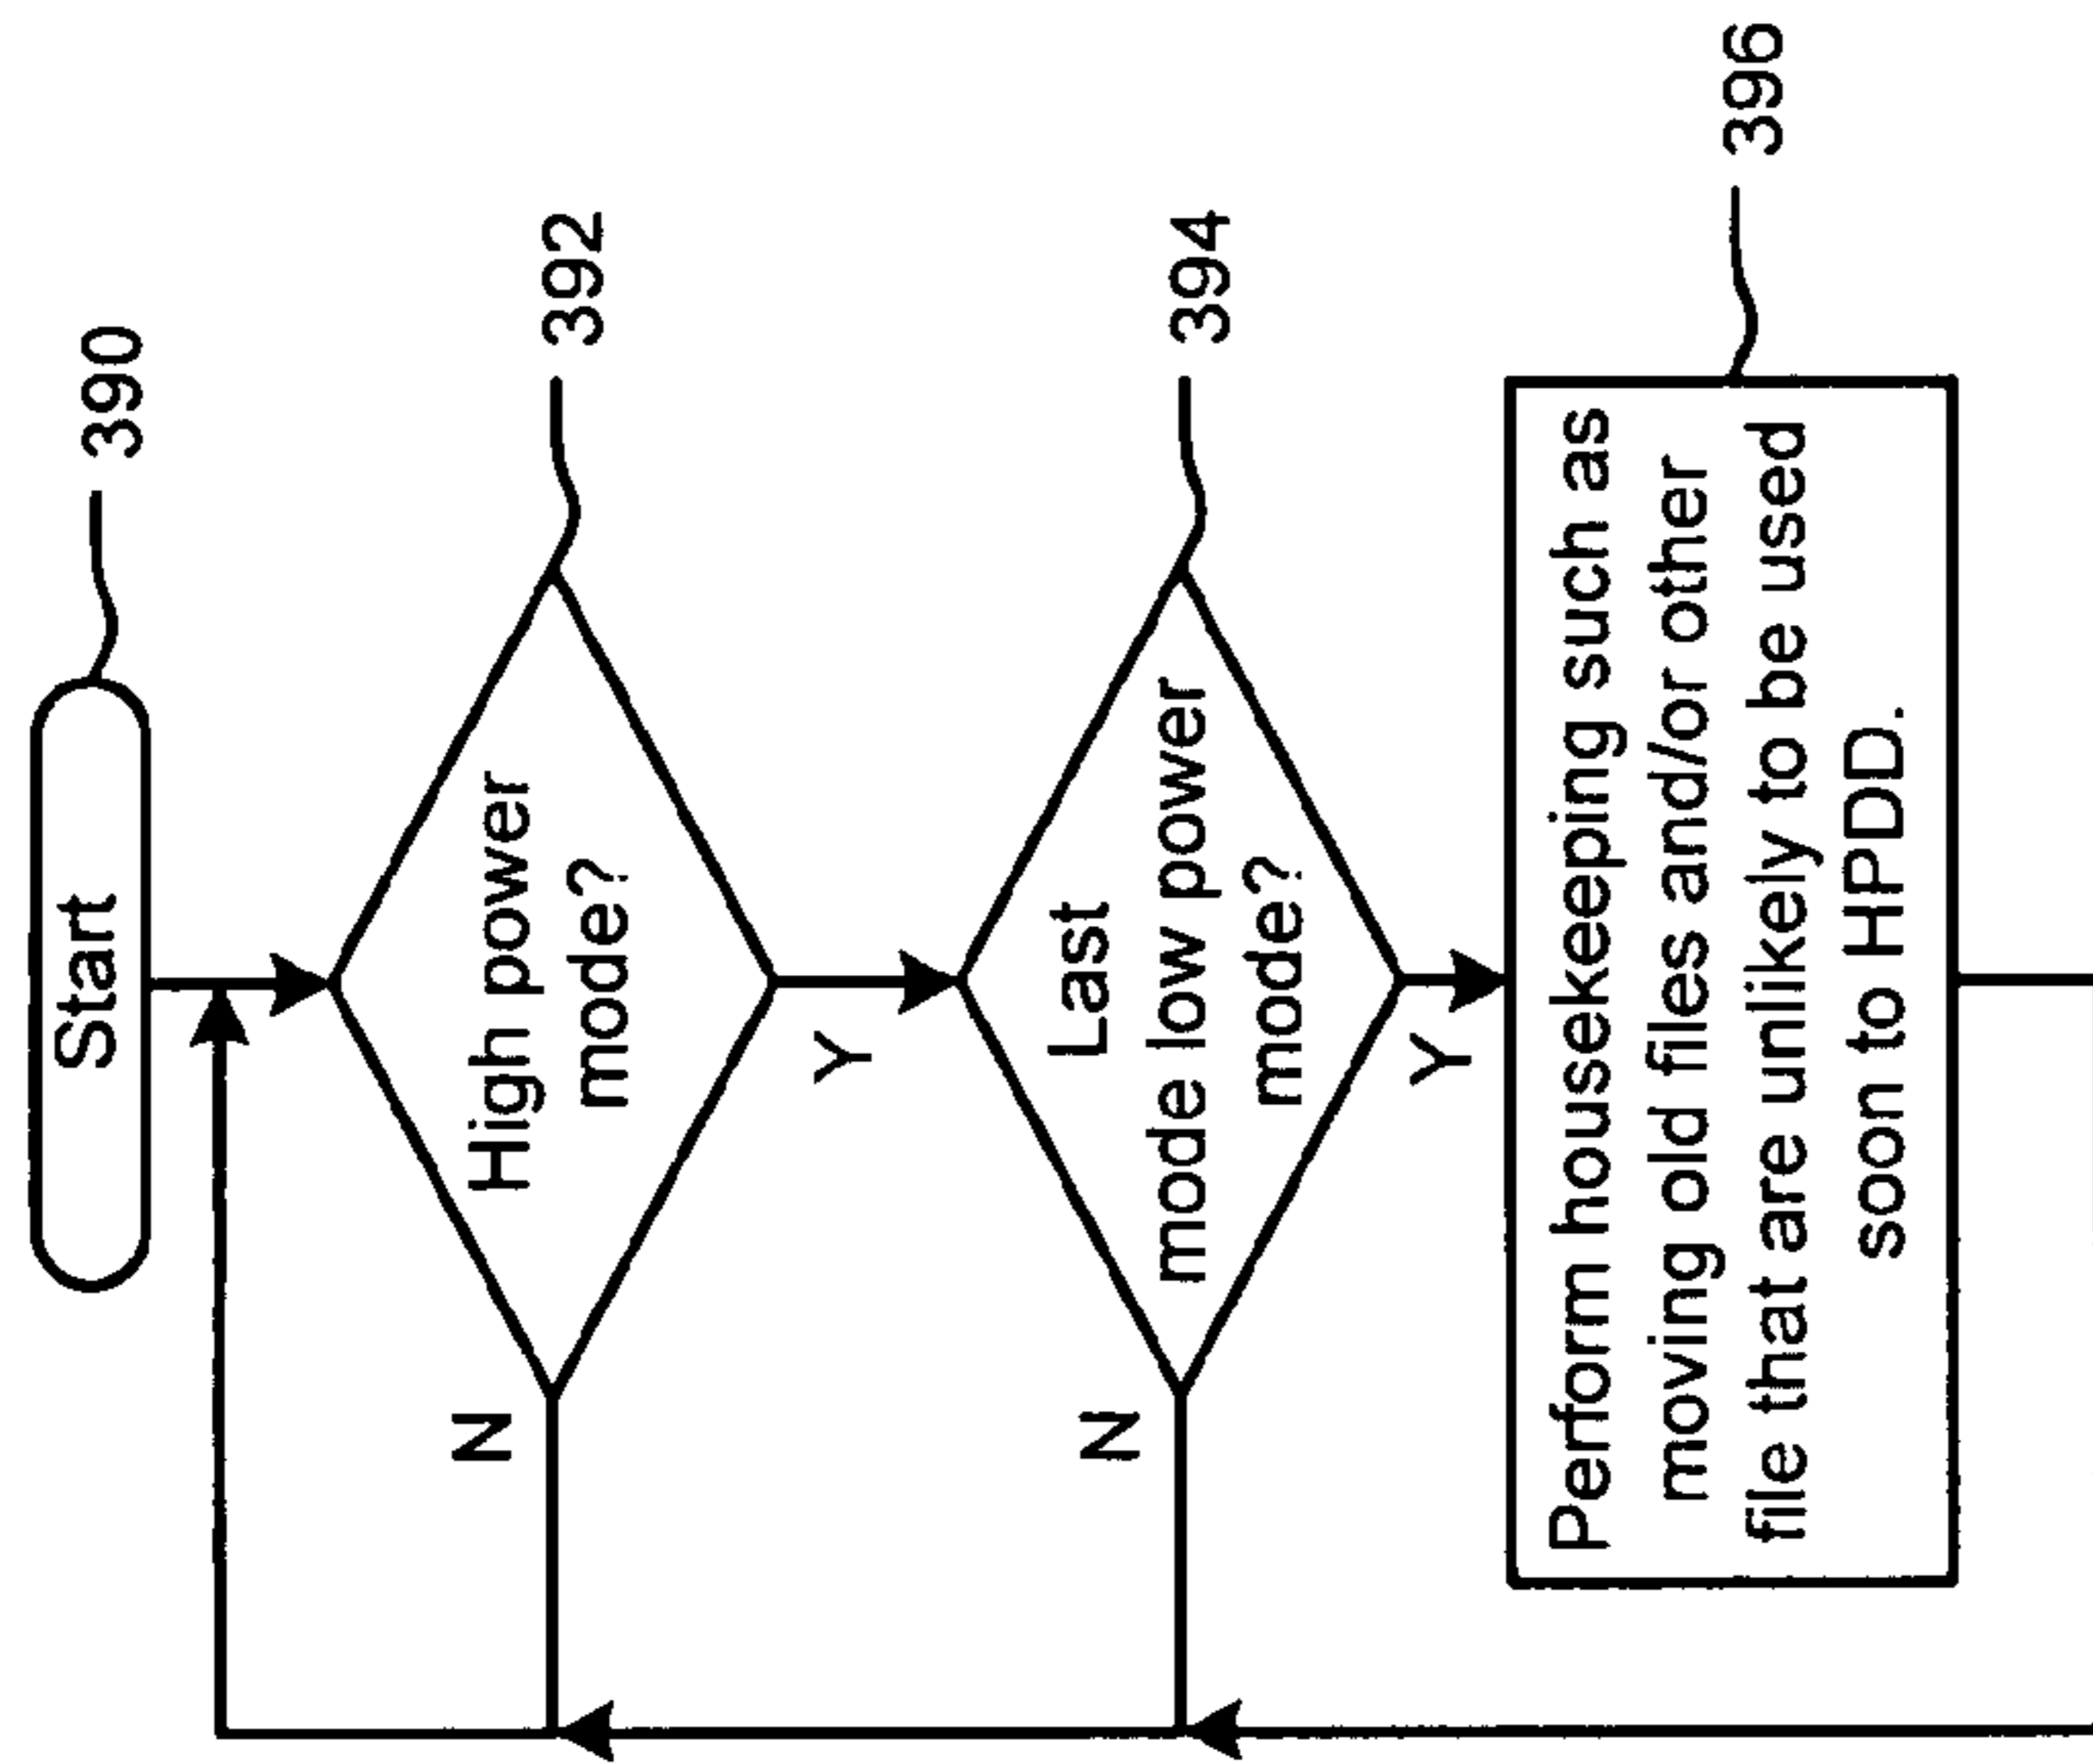 Start
390
High power
mode?
392
N
Y
Last
mode low power
mode?
394
N
Y
Perform housekeeping such as
moving old files and/or other
file that are unlikely to be used
soon to HPDD.
396